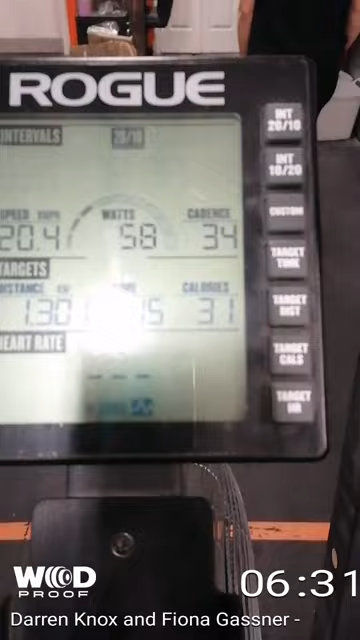 ROGUE
INTERVALS 20/10
INT 20/10
INT 10/20
CUSTOM
SPEED WATTS CADENCE
20.4 58 34
TARGET TIME
TARGETS
DISTANCE CALORIES
1.30 31
TARGET DIST
HEART RATE
TARGET CALS
TARGET HR
WOD PROOF
06:31
Darren Knox and Fiona Gassner -